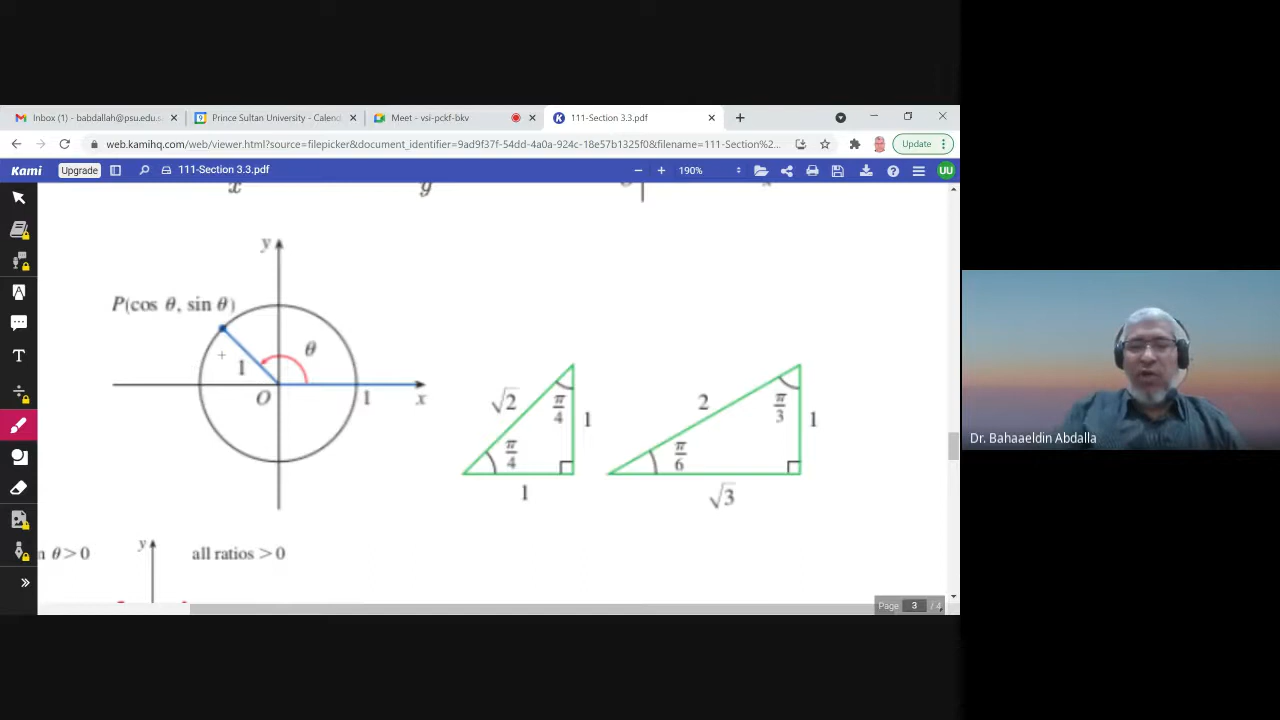 Inbox (1) - babdallah@psu.edu.s
Prince Sultan University - Calend
Meet - vsi-pckf-bkv
111-Section 3.3.pdf
web.kamihq.com/web/viewer.html?source=filepicker&document_identifier=9ad9f37f-54dd-4a0a-924c-18e57b1325f0&filename=111-Section%2...
Update
Kami
Upgrade
111-Section 3.3.pdf
190%
UU
x
y
y
P(cos θ, sin θ)
1
θ
O
1
x
√2
π/4
1
π/4
1
2
π/3
1
π/6
√3
θ > 0
y
all ratios > 0
Page 3 / 4
Dr. Bahaaeldin Abdalla